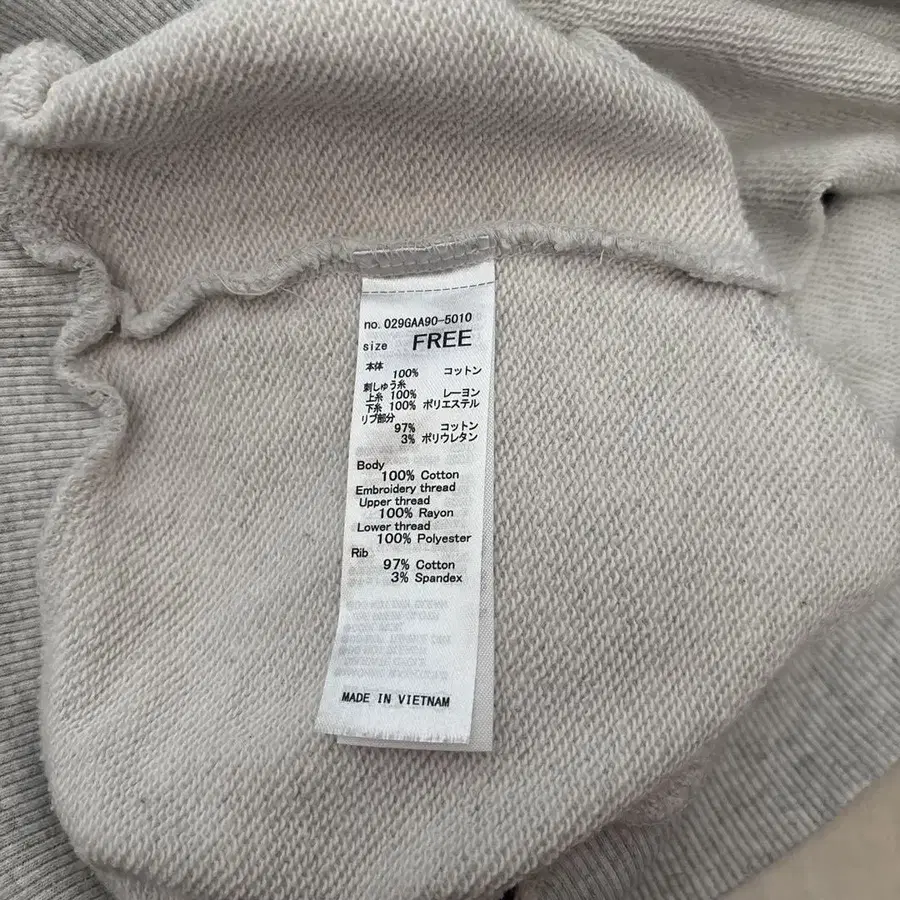 no. 029GAA90-5010
size FREE
本体
100% コットン
刺しゅう糸
上糸 100% レーヨン
下糸 100% ポリエステル
リブ部分
97% コットン
3% ポリウレタン
Body
100% Cotton
Embroidery thread
Upper thread
100% Rayon
Lower thread
100% Polyester
Rib
97% Cotton
3% Spandex
MADE IN VIETNAM